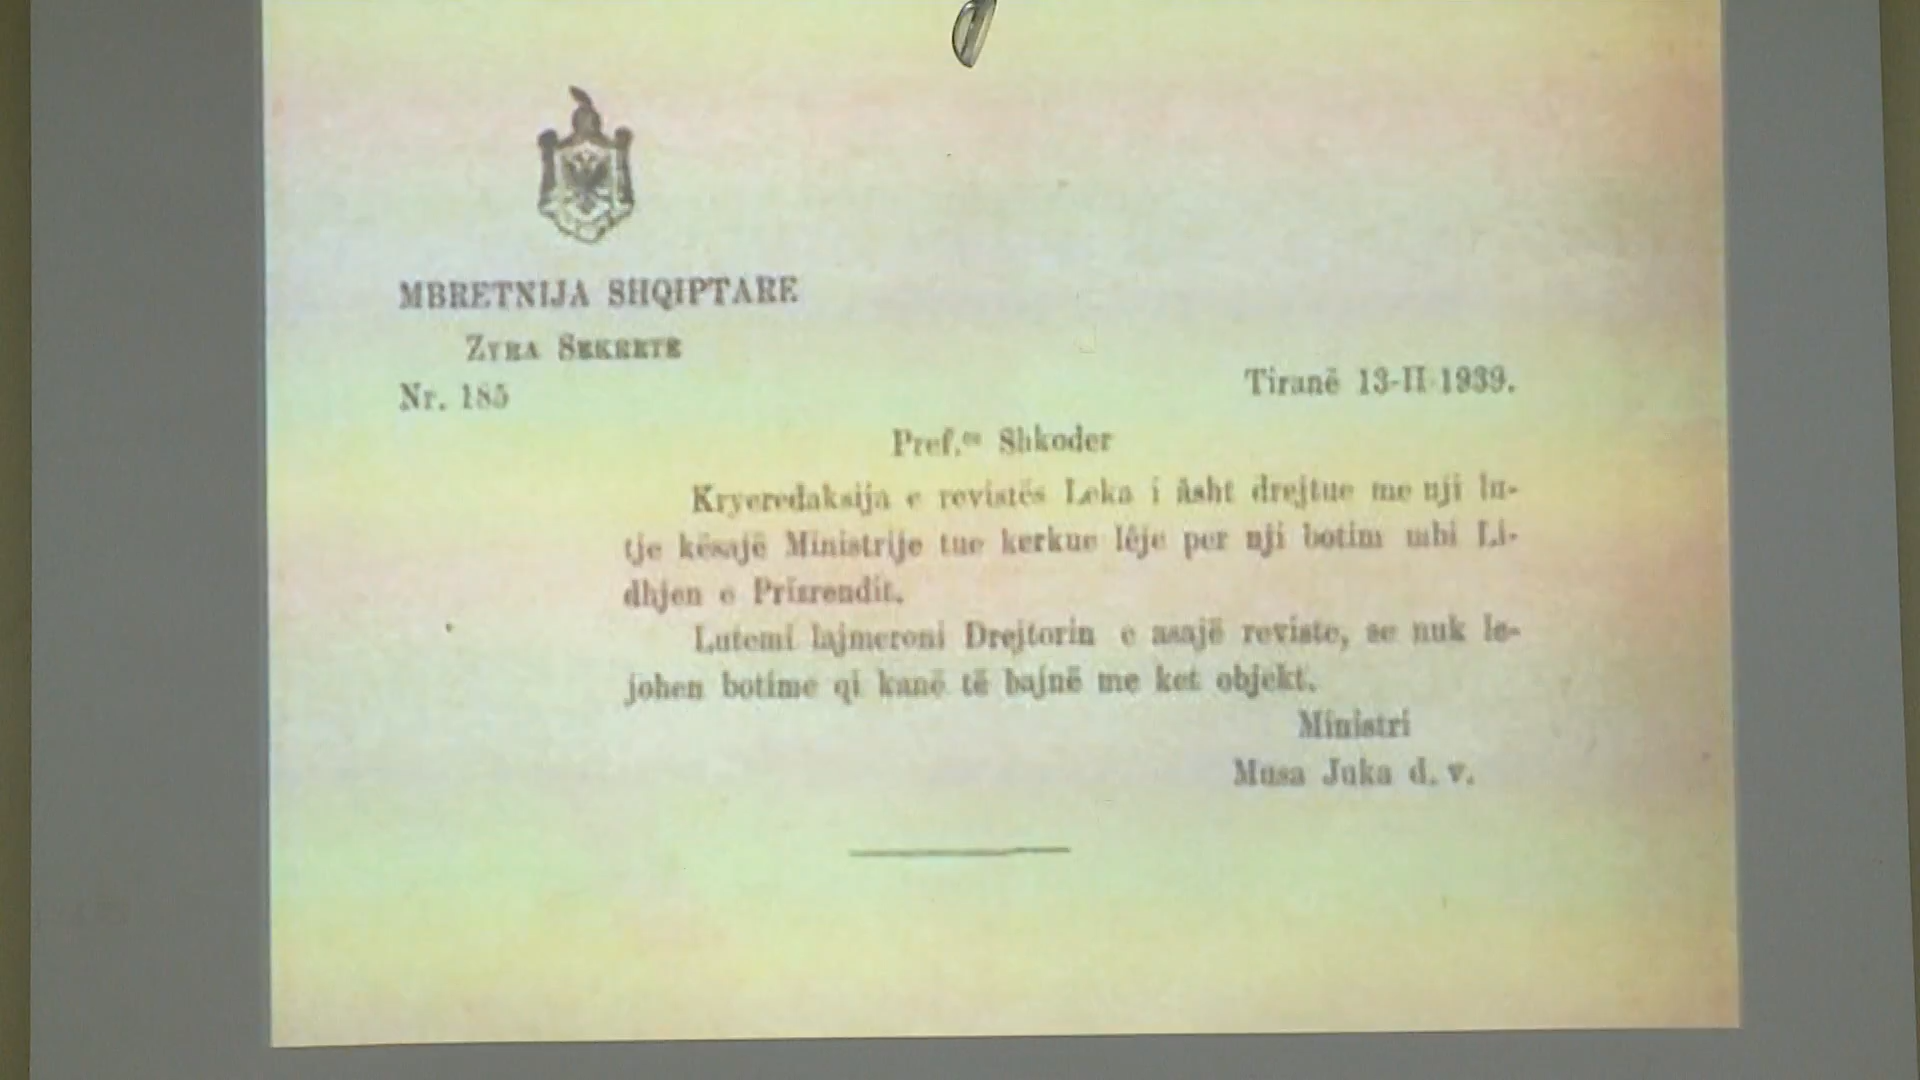 MBRETNIJA SHQIPTARE
ZYRA SEKRETE
Nr. 185
Tiranë 13-II-1939.
Pref.ës Shkoder
Kryeredaksija e revistës Leka i âsht drejtue me nji lu-
tje kësajë Ministrije tue kerkue lêje per nji botim mbi Li-
dhjen e Prizrendit.
Lutemi lajmeroni Drejtorin e asajë reviste, se nuk le-
johen botime qi kanë të bajnë me ket objekt.
Ministri
Musa Juka d. v.